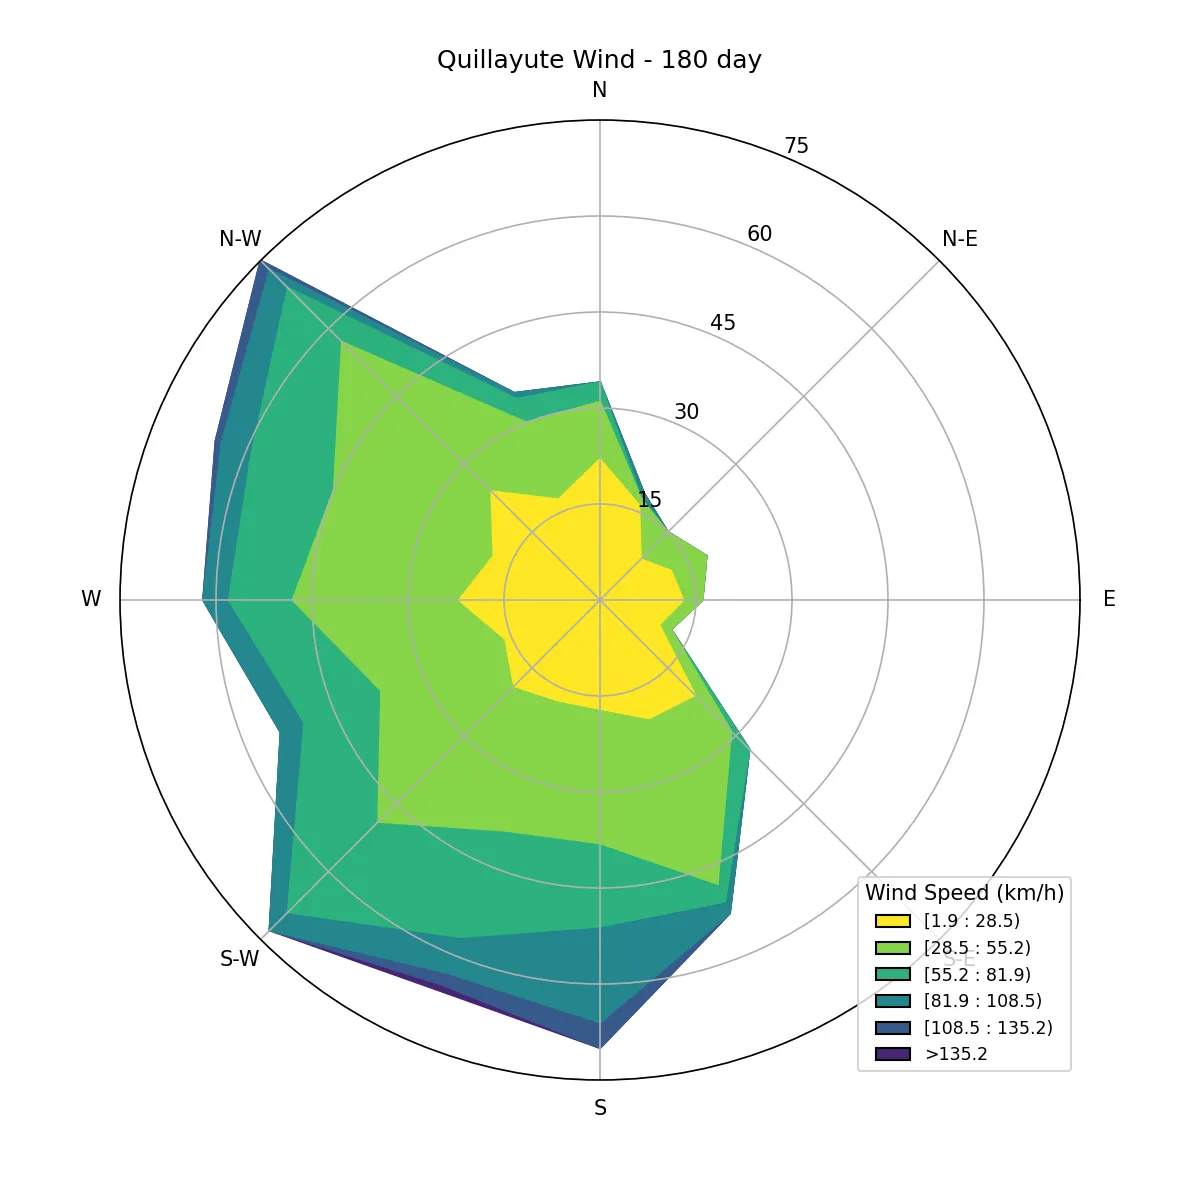 Quillayute Wind - 180 day
N
75
60
N-W
N-E
45
30
15
W
E
S-W
S-E
S
Wind Speed (km/h)
[1.9 : 28.5)
[28.5 : 55.2)
[55.2 : 81.9)
[81.9 : 108.5)
[108.5 : 135.2)
>135.2